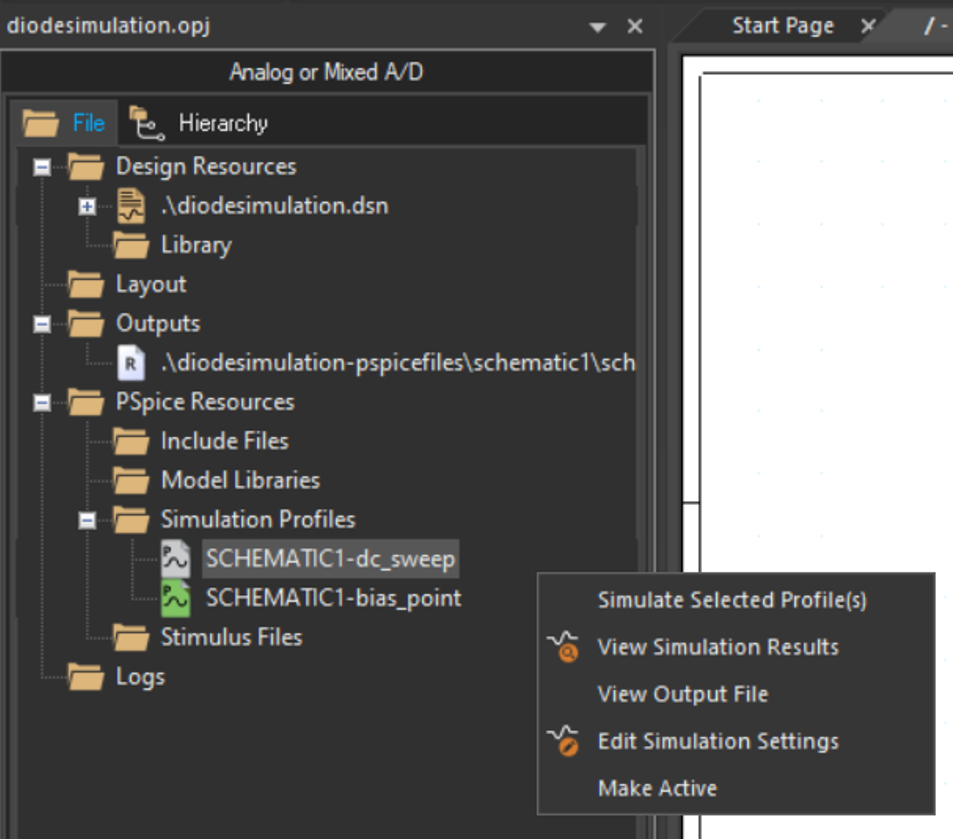 diodesimulation.opj
Start Page
/ -
Analog or Mixed A/D
File
Hierarchy
Design Resources
.\diodesimulation.dsn
Library
Layout
Outputs
R
.\diodesimulation-pspicefiles\schematic1\sch
PSpice Resources
Include Files
Model Libraries
Simulation Profiles
P
SCHEMATIC1-dc_sweep
P
SCHEMATIC1-bias_point
Stimulus Files
Logs
Simulate Selected Profile(s)
View Simulation Results
View Output File
Edit Simulation Settings
Make Active